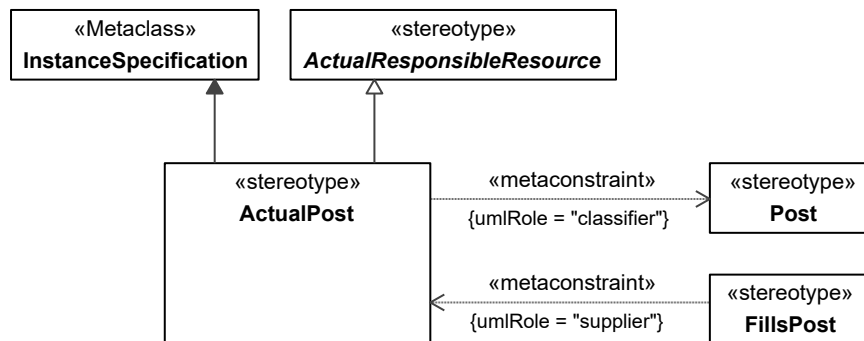 «Metaclass»
InstanceSpecification
«stereotype»
ActualResponsibleResource
«stereotype»
ActualPost
«metaconstraint»
{umlRole = "classifier"}
«stereotype»
Post
«metaconstraint»
{umlRole = "supplier"}
«stereotype»
FillsPost